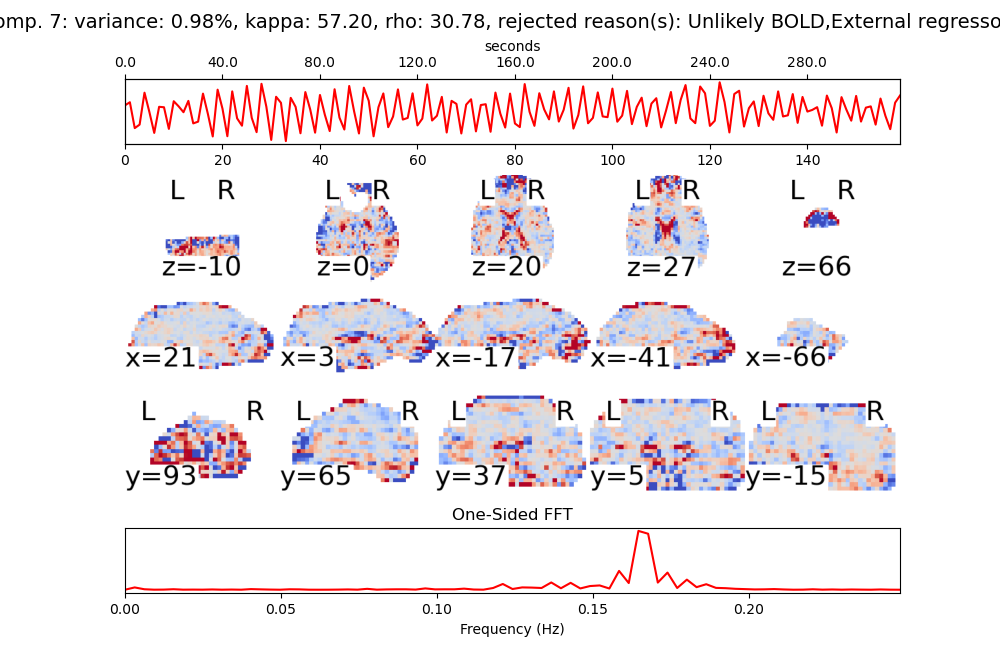 omp. 7: variance: 0.98%, kappa: 57.20, rho: 30.78, rejected reason(s): Unlikely BOLD,External regresso
seconds
0.0 40.0 80.0 120.0 160.0 200.0 240.0 280.0
0 20 40 60 80 100 120 140
L R L R L R L R L R
z=-10 z=0 z=20 z=27 z=66
x=21 x=3 x=-17 x=-41 x=-66
L R L R L R L R L R
y=93 y=65 y=37 y=5 y=-15
One-Sided FFT
0.00 0.05 0.10 0.15 0.20
Frequency (Hz)